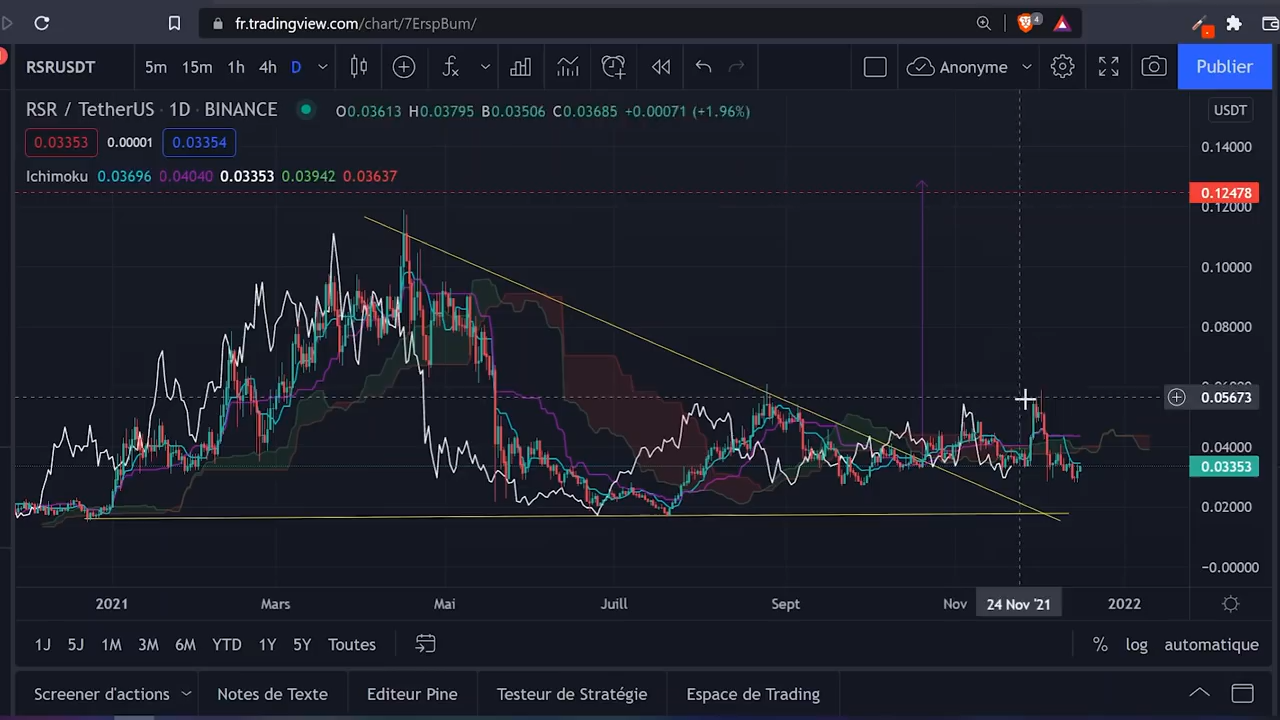 fr.tradingview.com/chart/7ErspBum/
4
RSRUSDT 5m 15m 1h 4h D Anonyme Publier
RSR / TetherUS · 1D · BINANCE O0.03613 H0.03795 B0.03506 C0.03685 +0.00071 (+1.96%) USDT
0.03353 0.00001 0.03354
0.14000
Ichimoku 0.03696 0.04040 0.03353 0.03942 0.03637
0.12478
0.12000
0.10000
0.08000
0.05673
0.04000
0.03353
0.02000
−0.00000
2021 Mars Mai Juill Sept Nov 24 Nov '21 2022
1J 5J 1M 3M 6M YTD 1Y 5Y Toutes % log automatique
Screener d'actions Notes de Texte Editeur Pine Testeur de Stratégie Espace de Trading